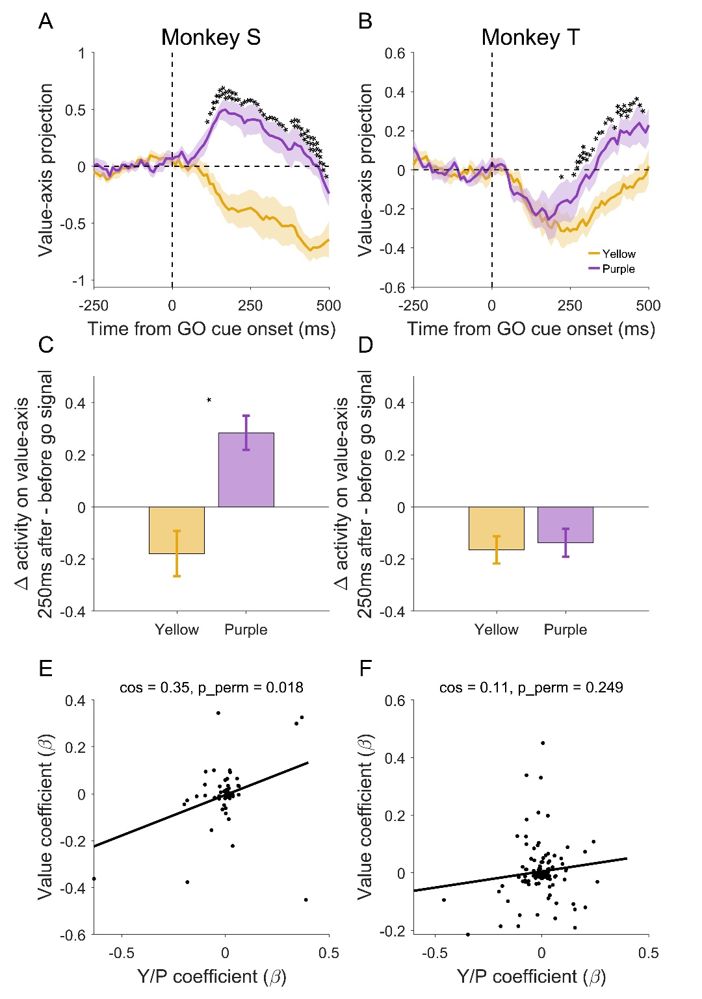 A
B
Monkey S
Monkey T
Value-axis projection
1
0.5
0
-0.5
-1
-250
0
250
500
Time from GO cue onset (ms)
Value-axis projection
0.6
0.4
0.2
0
-0.2
-0.4
-0.6
Yellow
Purple
-250
0
250
500
Time from GO cue onset (ms)
C
D
Δ activity on value-axis
250ms after - before go signal
0.4
0.2
0
-0.2
-0.4
*
Yellow
Purple
Δ activity on value-axis
250ms after - before go signal
0.4
0.2
0
-0.2
-0.4
Yellow
Purple
E
F
cos = 0.35, p_perm = 0.018
Value coefficient (β)
0.4
0.2
0
-0.2
-0.4
-0.6
-0.5
0
0.5
Y/P coefficient (β)
cos = 0.11, p_perm = 0.249
Value coefficient (β)
0.6
0.4
0.2
0
-0.2
-0.5
0
0.5
Y/P coefficient (β)